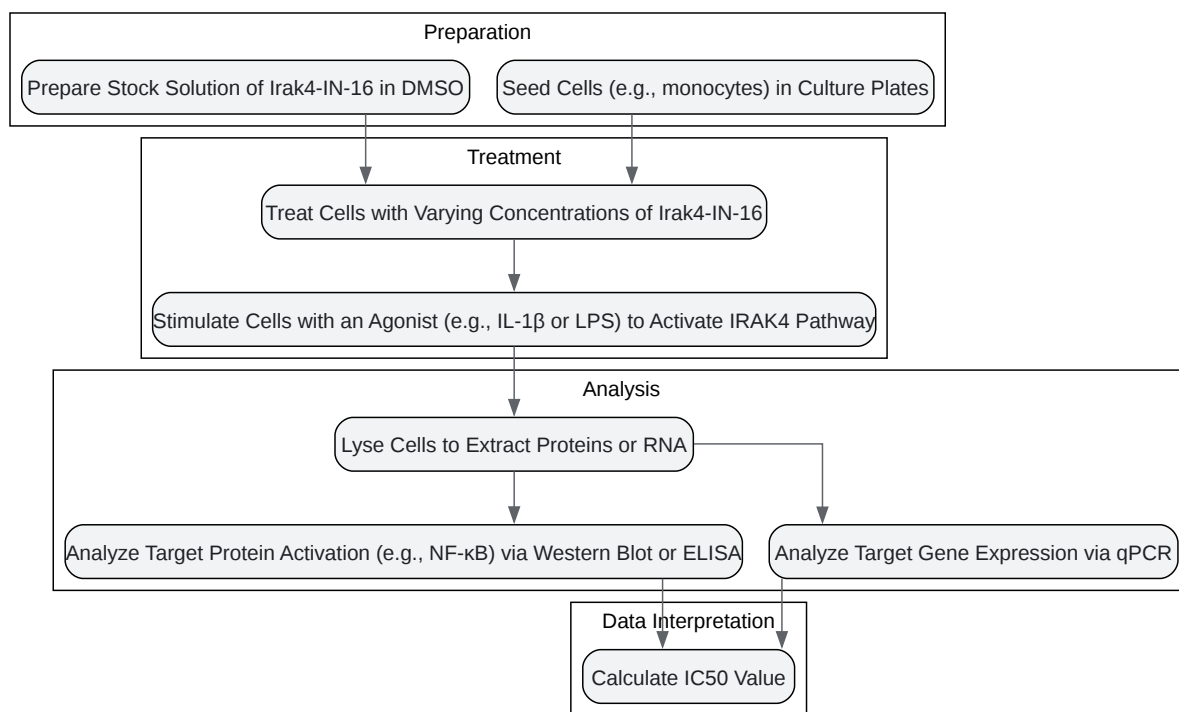 Preparation
Prepare Stock Solution of Irak4-IN-16 in DMSO
Seed Cells (e.g., monocytes) in Culture Plates
Treatment
Treat Cells with Varying Concentrations of Irak4-IN-16
Stimulate Cells with an Agonist (e.g., IL-1β or LPS) to Activate IRAK4 Pathway
Analysis
Lyse Cells to Extract Proteins or RNA
Analyze Target Protein Activation (e.g., NF-κB) via Western Blot or ELISA
Analyze Target Gene Expression via qPCR
Data Interpretation
Calculate IC50 Value